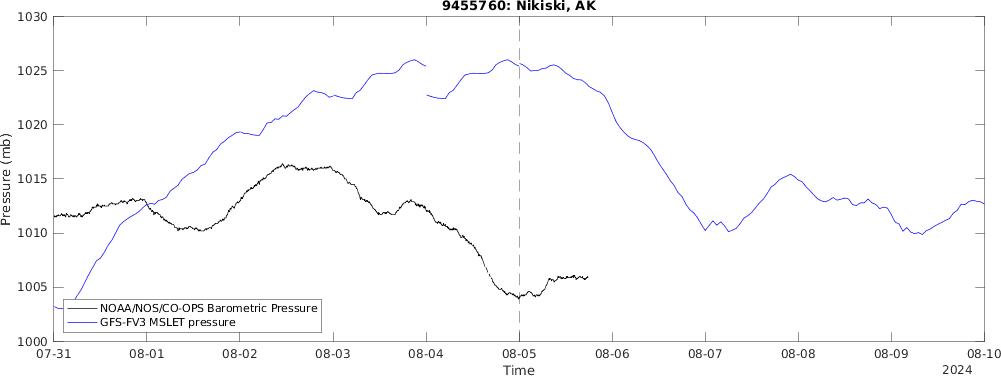 9455760: Nikiski, AK
1030
1025
1020
1015
1010
1005
1000
Pressure (mb)
NOAA/NOS/CO-OPS Barometric Pressure
GFS-FV3 MSLET pressure
07-31 08-01 08-02 08-03 08-04 08-05 08-06 08-07 08-08 08-09 08-10
Time
2024